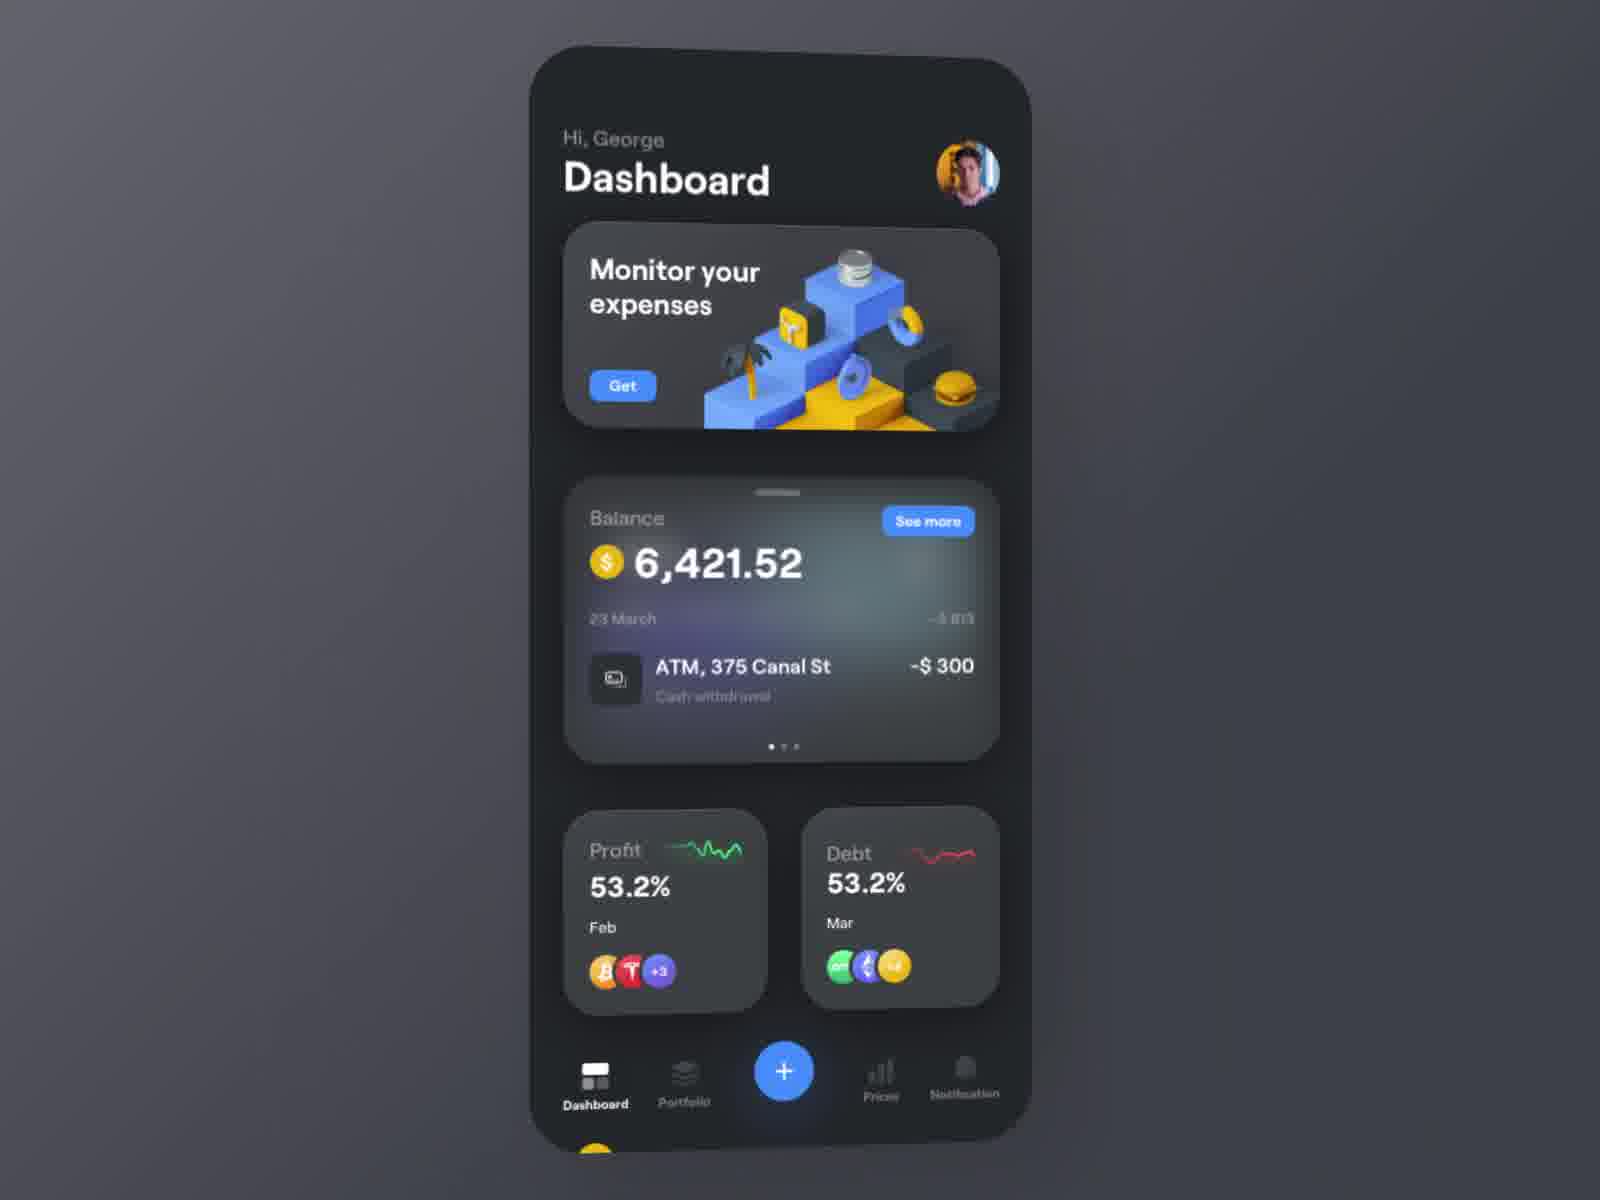 Hi, George
Dashboard
Monitor your
expenses
Get
Balance
See more
$ 6,421.52
23 March
-$ 813
ATM, 375 Canal St
-$ 300
Cash withdrawal
Profit
53.2%
Feb
+3
Debt
53.2%
Mar
+
Dashboard
Portfolio
Prices
Notification